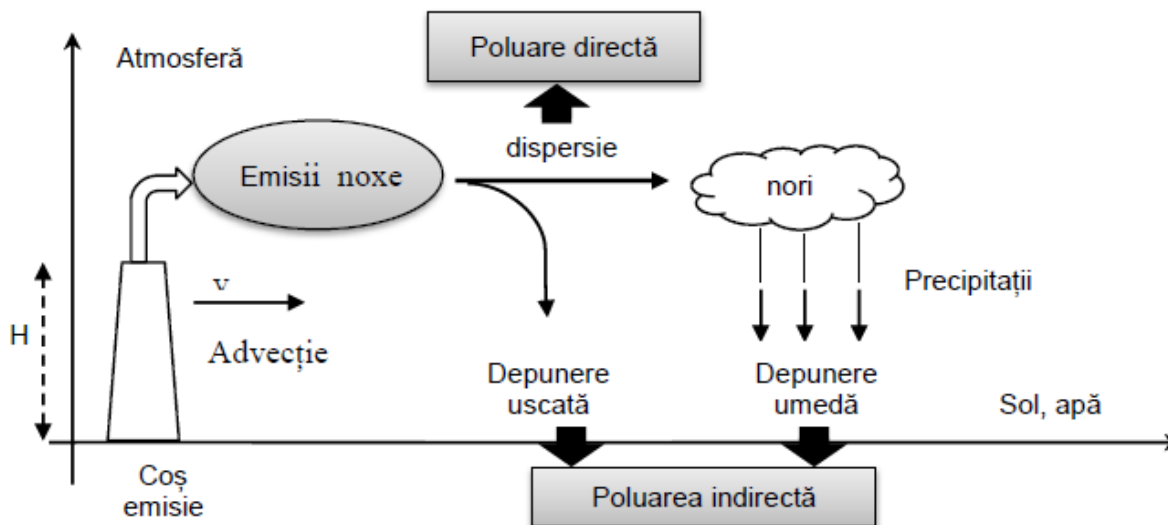 Atmosferă
Poluare directă
dispersie
Emisii noxe
nori
v
Advecție
H
Precipitații
Depunere
uscată
Depunere
umedă
Sol, apă
Coș
emisie
Poluarea indirectă